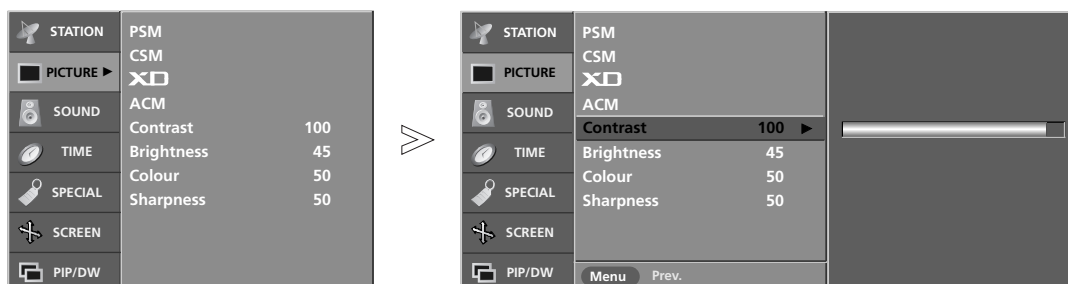 STATION
PICTURE ►
SOUND
TIME
SPECIAL
SCREEN
PIP/DW
PSM
CSM
XD
ACM
Contrast 100
Brightness 45
Colour 50
Sharpness 50
STATION
PICTURE
SOUND
TIME
SPECIAL
SCREEN
PIP/DW
PSM
CSM
XD
ACM
Contrast 100 ►
Brightness 45
Colour 50
Sharpness 50
Menu Prev.